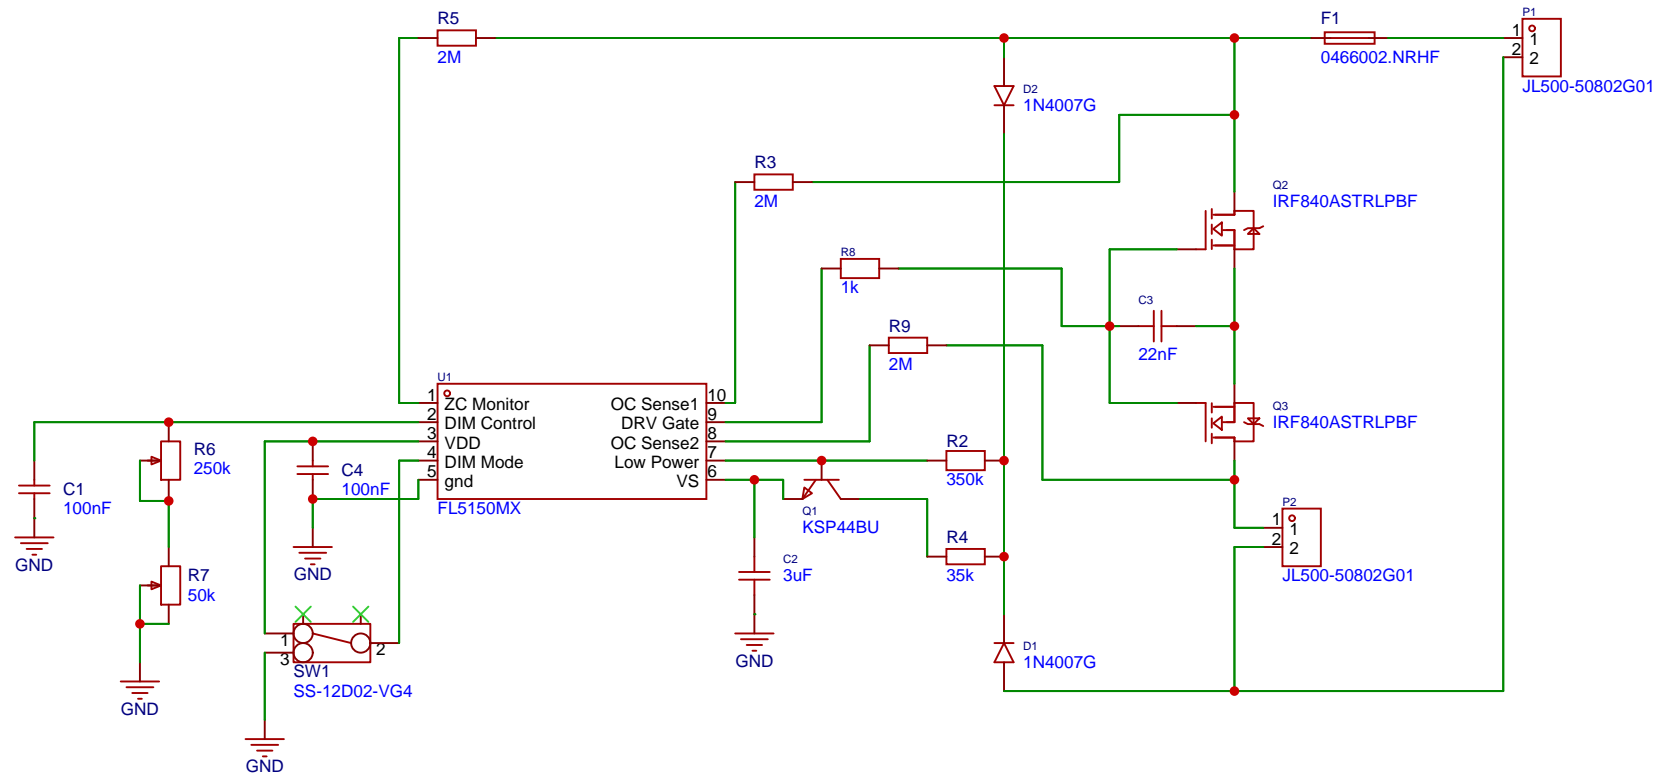 R5
2M
F1
0466002.NRHF
P1
1
2
1
2
JL500-50802G01
D2
1N4007G
R3
2M
Q2
IRF840ASTRLPBF
R8
1k
C3
22nF
R9
2M
Q3
IRF840ASTRLPBF
U1
1 ZC Monitor OC Sense1 10
2 DIM Control DRV Gate 9
3 VDD OC Sense2 8
4 DIM Mode Low Power 7
5 gnd VS 6
FL5150MX
R6
250k
C1
100nF
GND
C4
100nF
GND
R2
350k
Q1
KSP44BU
R4
35k
P2
1
2
1
2
JL500-50802G01
C2
3uF
GND
R7
50k
GND
1
3
2
SW1
SS-12D02-VG4
GND
D1
1N4007G